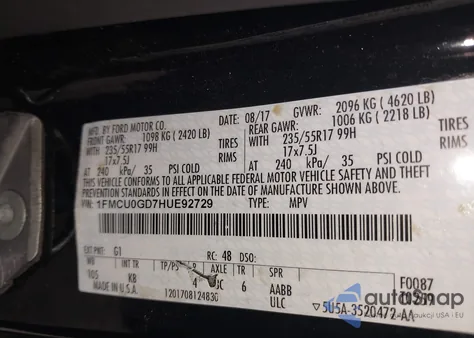 MFD. BY FORD MOTOR CO.
DATE: 08/17 GVWR: 2096 KG ( 4620 LB)
FRONT GAWR: 1098 KG ( 2420 LB) REAR GAWR: 1006 KG ( 2218 LB)
WITH 235/55R17 99H TIRES WITH 235/55R17 99H TIRES
17x7.5J RIMS 17x7.5J RIMS
AT 240 kPa/ 35 PSI COLD AT 240 kPa/ 35 PSI COLD
THIS VEHICLE CONFORMS TO ALL APPLICABLE FEDERAL MOTOR VEHICLE SAFETY AND THEFT
PREVENTION STANDARDS IN EFFECT ON THE DATE OF MANUFACTURE SHOWN ABOVE.
VIN: 1FMCU0GD7HUE92729 TYPE: MPV
EXT PNT: G1 RC: 48 DSO:
WB INT TR TP/PS R AXLE TR SPR
105 KB 4 JC 6 AABB F0087
MADE IN U.S.A. ULC
1201708124830
▽5U5A-3520472-AA
autosnap